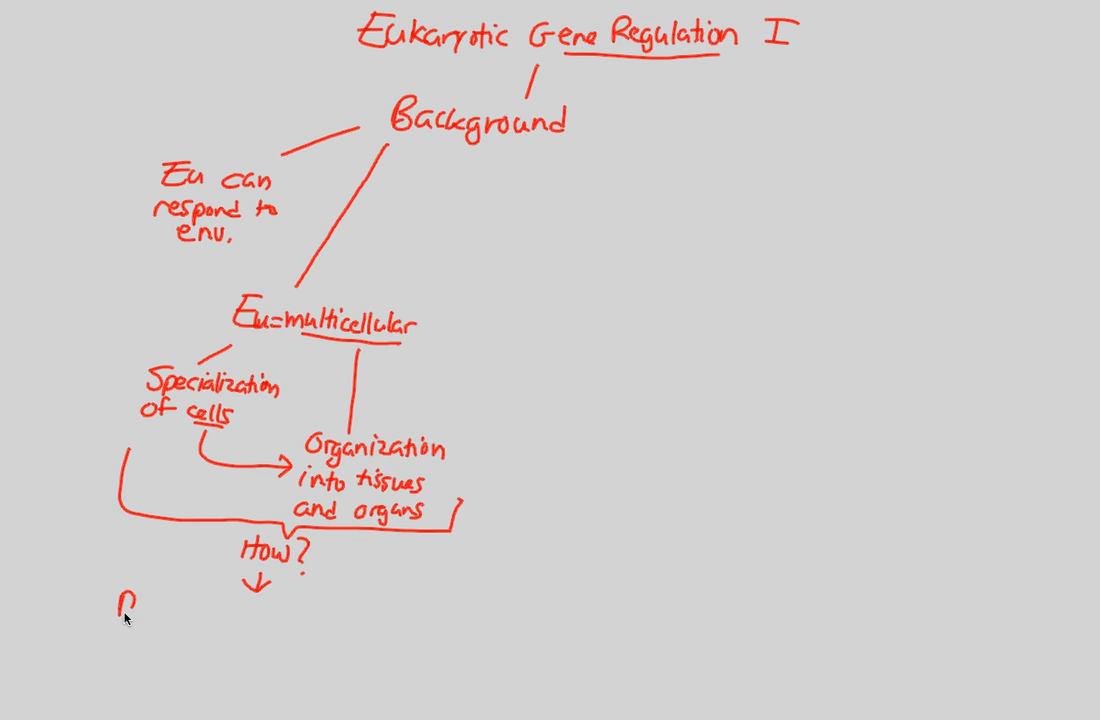 Eukaryotic Gene Regulation I
Background
Eu can
respond to
env.
Eu=multicellular
Specialization
of cells
Organization
into tissues
and organs
How?